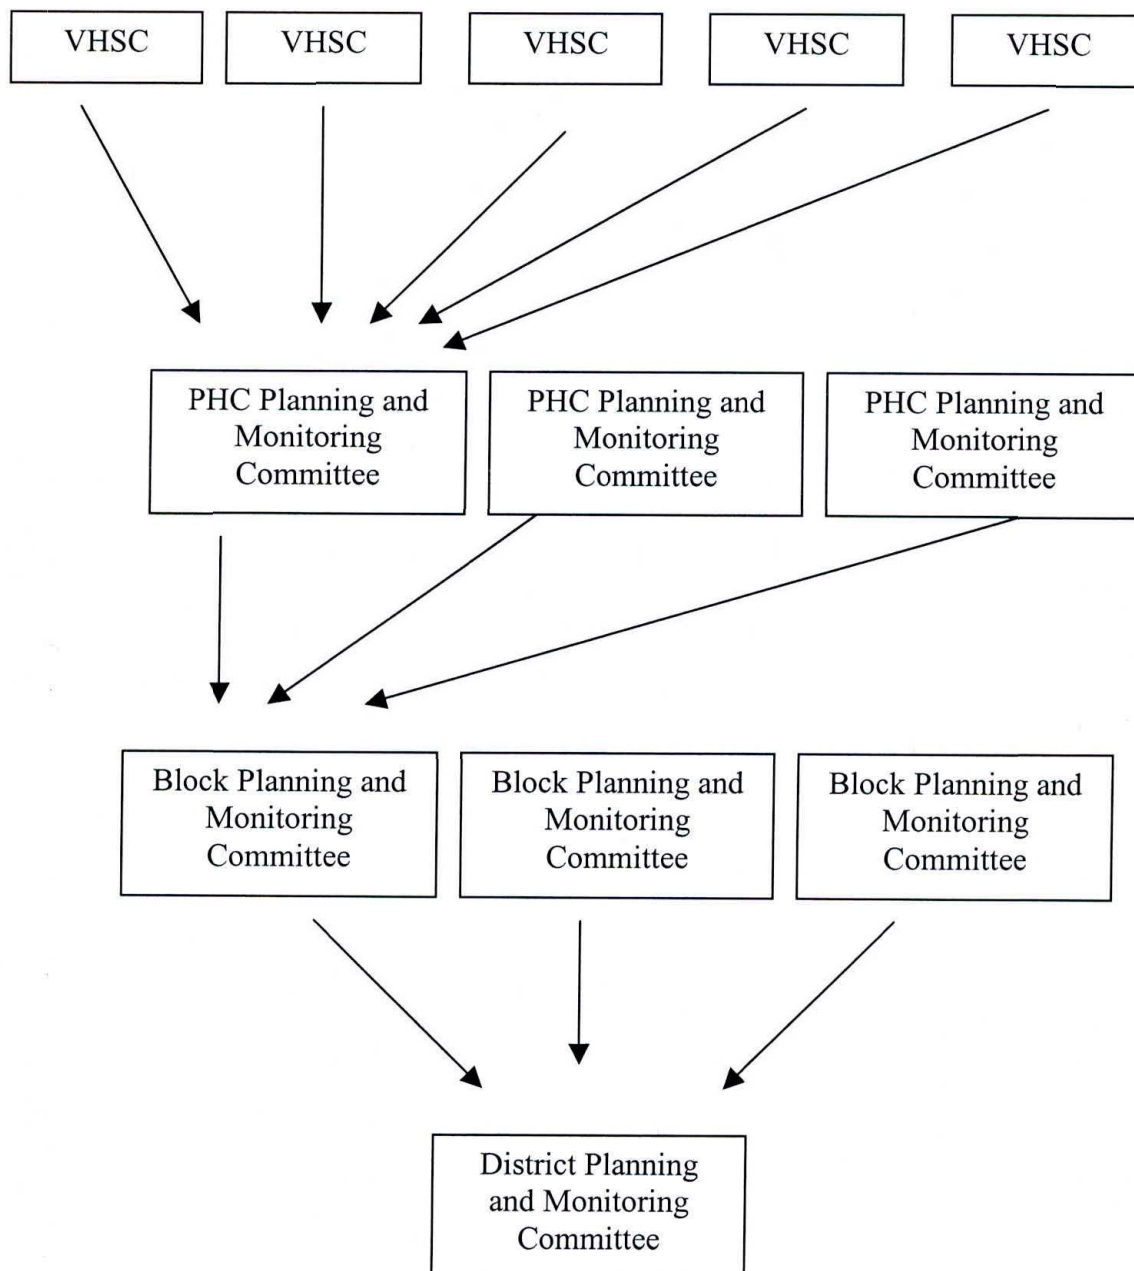 VHSC
VHSC
VHSC
VHSC
VHSC
PHC Planning and
Monitoring
Committee
PHC Planning and
Monitoring
Committee
PHC Planning and
Monitoring
Committee
Block Planning and
Monitoring
Committee
Block Planning and
Monitoring
Committee
Block Planning and
Monitoring
Committee
District Planning
and Monitoring
Committee